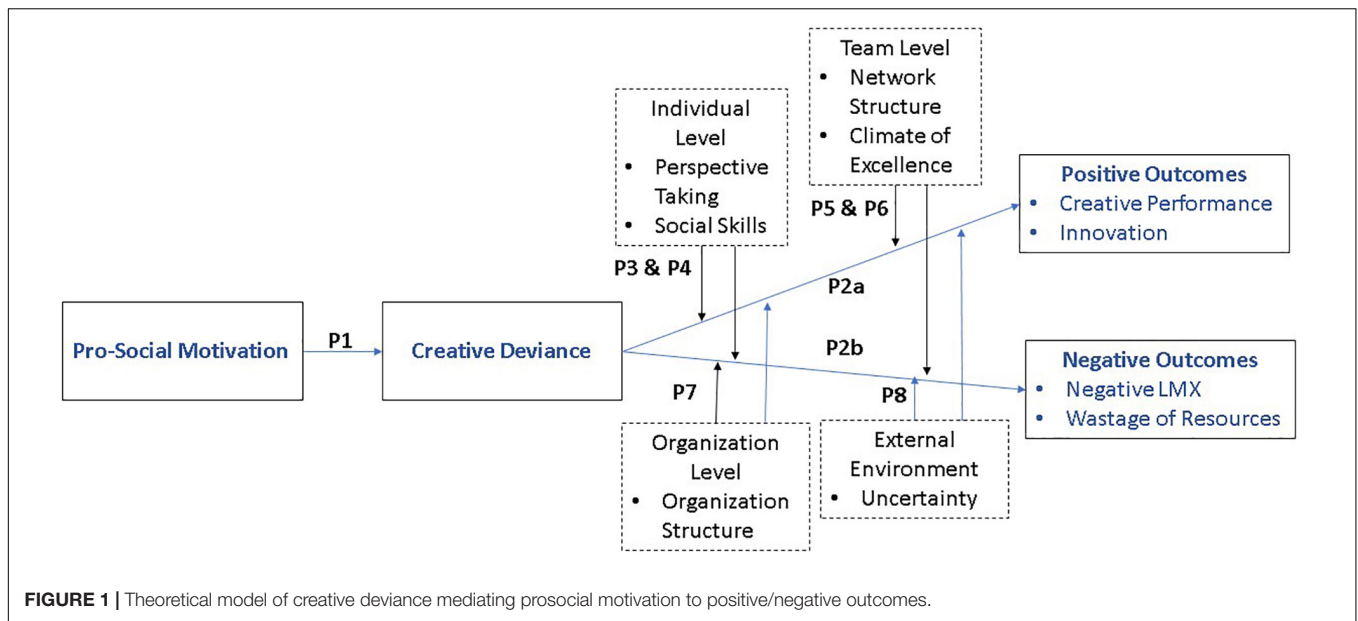 Team Level
• Network
Structure
• Climate of
Excellence
Individual
Level
• Perspective
Taking
• Social Skills
Positive Outcomes
• Creative Performance
• Innovation
P5 & P6
P3 & P4
P2a
Pro-Social Motivation
P1
Creative Deviance
P2b
Negative Outcomes
• Negative LMX
• Wastage of Resources
P7
P8
Organization
Level
• Organization
Structure
External
Environment
• Uncertainty
FIGURE 1 | Theoretical model of creative deviance mediating prosocial motivation to positive/negative outcomes.